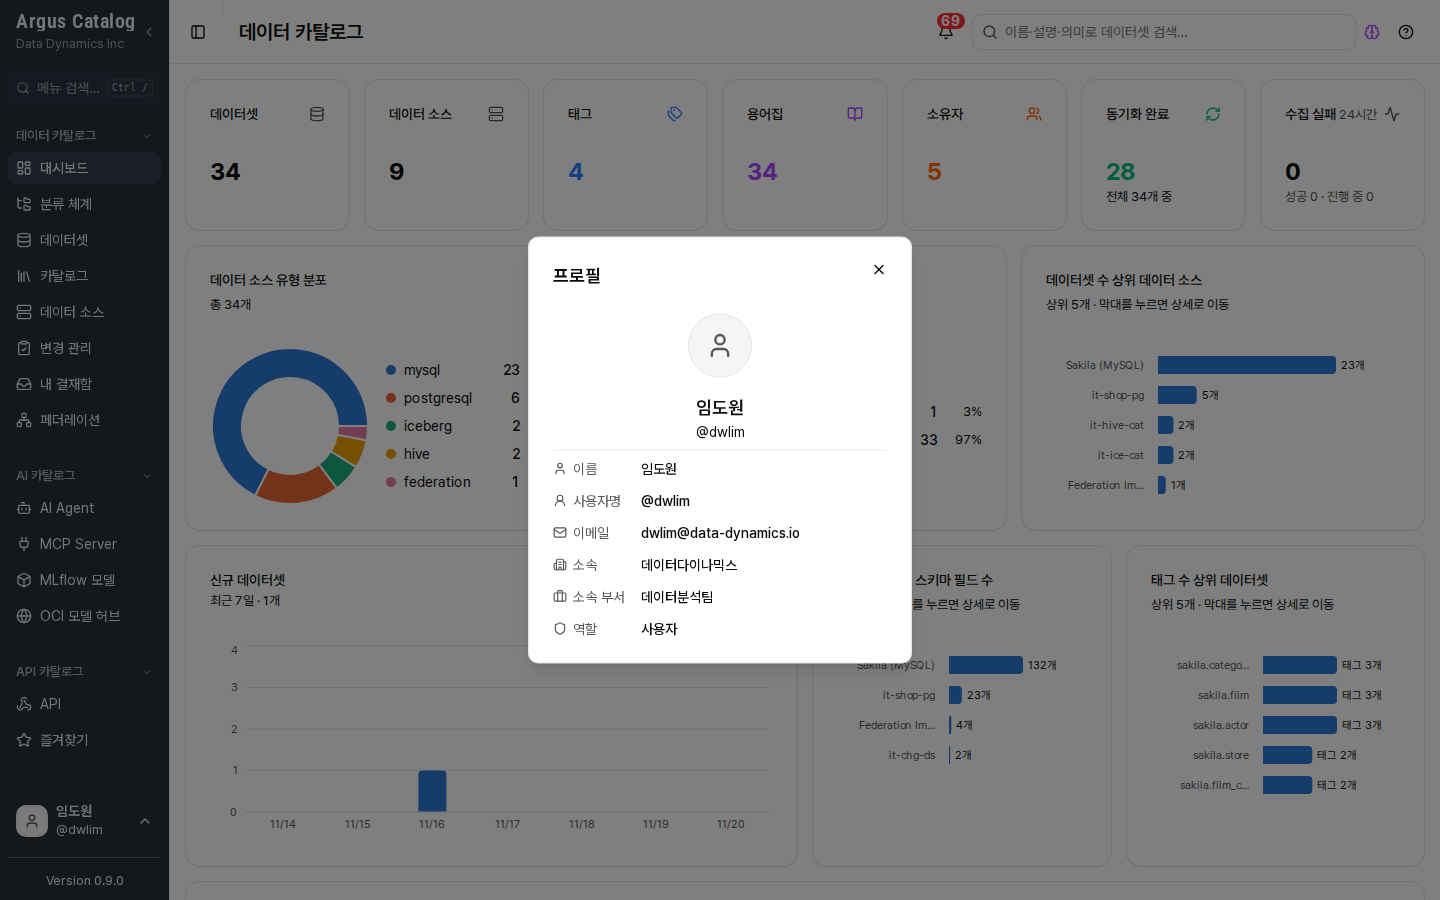 Argus Catalog
Data Dynamics Inc
메뉴 검색... Ctrl /
데이터 카탈로그
대시보드
분류 체계
데이터셋
카탈로그
데이터 소스
변경 관리
내 결재함
페더레이션
AI 카탈로그
AI Agent
MCP Server
MLflow 모델
OCI 모델 허브
API 카탈로그
API
즐겨찾기
임도원
@dwlim
Version 0.9.0
데이터 카탈로그
69
이름·설명·의미로 데이터셋 검색...
데이터셋
34
데이터 소스
9
태그
4
용어집
34
소유자
5
동기화 완료
28
전체 34개 중
수집 실패 24시간
0
성공 0 · 진행 중 0
데이터 소스 유형 분포
총 34개
mysql 23
postgresql 6
iceberg 2
hive 2
federation 1
1 3%
33 97%
데이터셋 수 상위 데이터 소스
상위 5개 · 막대를 누르면 상세로 이동
Sakila (MySQL) 23개
it-shop-pg 5개
it-hive-cat 2개
it-ice-cat 2개
Federation Im... 1개
프로필
임도원
@dwlim
이름 임도원
사용자명 @dwlim
이메일 dwlim@data-dynamics.io
소속 데이터다이나믹스
소속 부서 데이터분석팀
역할 사용자
신규 데이터셋
최근 7일 · 1개
4
3
2
1
0
11/14 11/15 11/16 11/17 11/18 11/19 11/20
스키마 필드 수
를 누르면 상세로 이동
Sakila (MySQL) 132개
it-shop-pg 23개
Federation Im... 4개
it-chg-ds 2개
태그 수 상위 데이터셋
상위 5개 · 막대를 누르면 상세로 이동
sakila.catego... 태그 3개
sakila.film 태그 3개
sakila.actor 태그 3개
sakila.store 태그 2개
sakila.film_c... 태그 2개